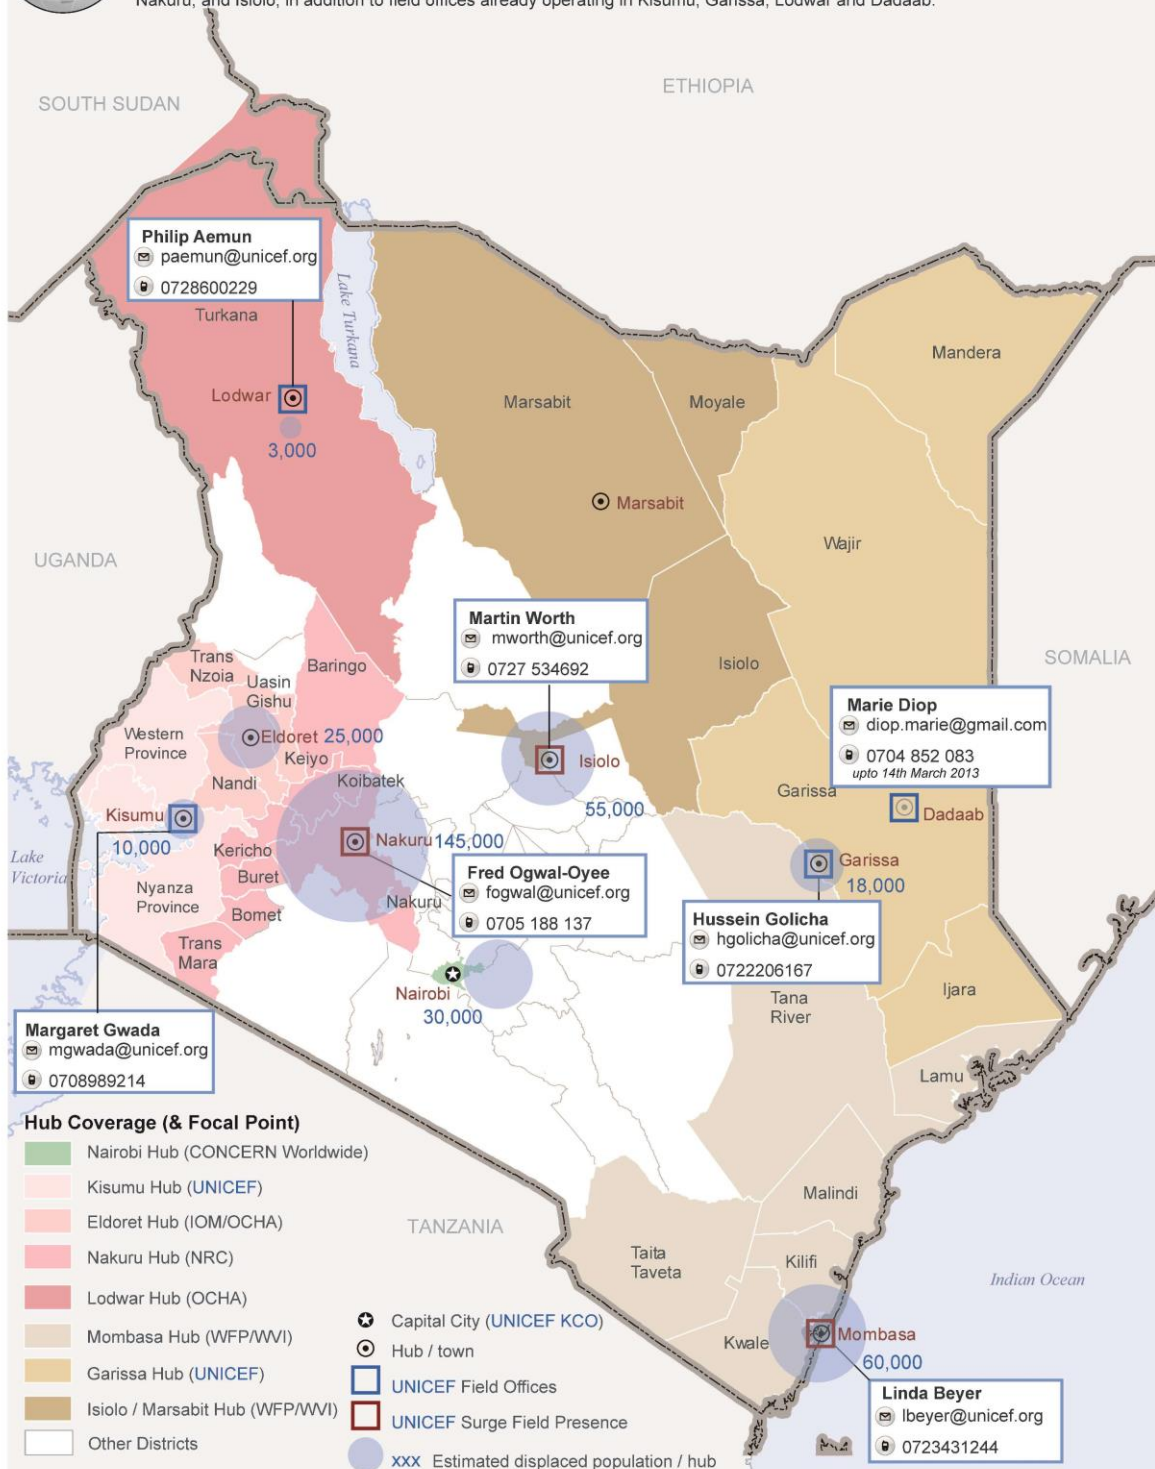 Nakuru, and Isiolo, in addition to field offices already operating in Kisumu, Garissa, Lodwar and Dadaab.
SOUTH SUDAN
ETHIOPIA
Philip Aemun
paemun@unicef.org
0728600229
Turkana
Lake Turkana
Lodwar
3,000
Mandera
Marsabit
Moyale
Marsabit
Wajir
UGANDA
SOMALIA
Martin Worth
mworth@unicef.org
0727 534692
Isiolo
Trans
Nzoia
Uasin
Gishu
Baringo
Marie Diop
diop.marie@gmail.com
0704 852 083
upto 14th March 2013
Western
Province
Eldoret 25,000
Keiyo
Nandi
Koibatek
Isiolo
55,000
Garissa
Dadaab
Kisumu
10,000
Nakuru 145,000
Kericho
Buret
Bomet
Lake
Victoria
Nyanza
Province
Trans
Mara
Nakuru
Fred Ogwal-Oyee
fogwal@unicef.org
0705 188 137
Garissa
18,000
Hussein Golicha
hgolicha@unicef.org
0722206167
Nairobi
30,000
Tana
River
Ijara
Lamu
Margaret Gwada
mgwada@unicef.org
0708989214
Malindi
Kilifi
Taita
Taveta
Kwale
TANZANIA
Indian Ocean
Mombasa
60,000
Linda Beyer
lbeyer@unicef.org
0723431244
Hub Coverage (& Focal Point)
Nairobi Hub (CONCERN Worldwide)
Kisumu Hub (UNICEF)
Eldoret Hub (IOM/OCHA)
Nakuru Hub (NRC)
Lodwar Hub (OCHA)
Mombasa Hub (WFP/WVI)
Garissa Hub (UNICEF)
Isiolo / Marsabit Hub (WFP/WVI)
Other Districts
Capital City (UNICEF KCO)
Hub / town
UNICEF Field Offices
UNICEF Surge Field Presence
xxx Estimated displaced population / hub